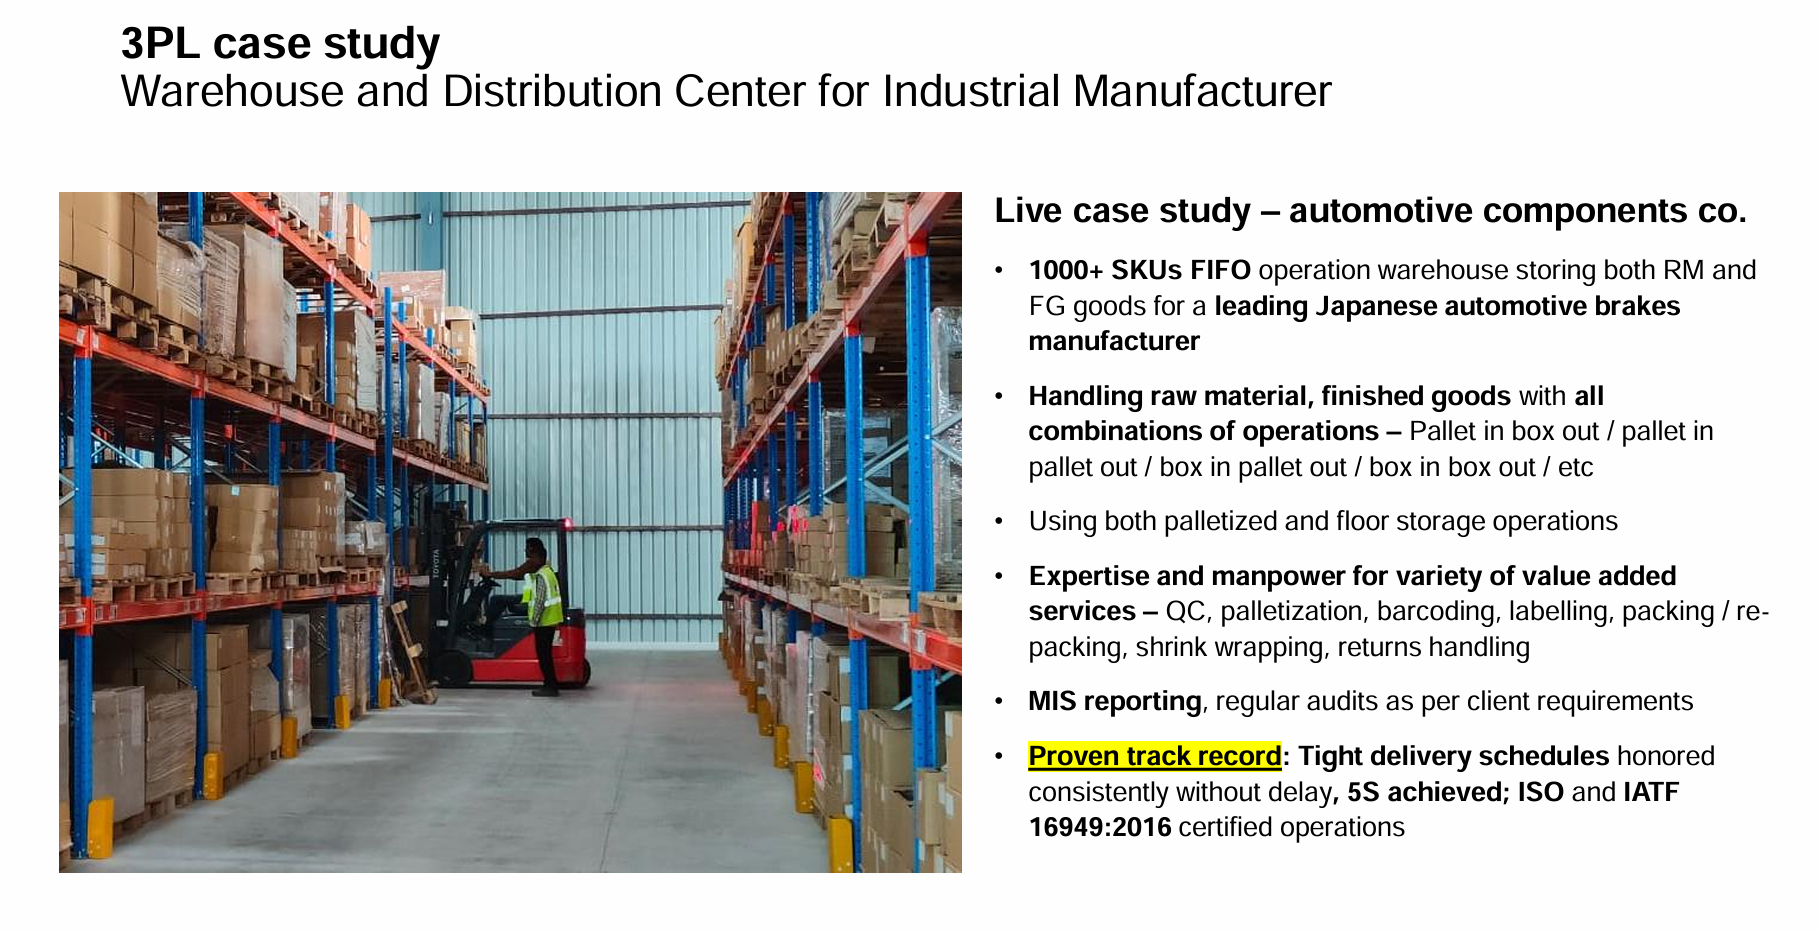 3PL case study
Warehouse and Distribution Center for Industrial Manufacturer
Live case study – automotive components co.
• 1000+ SKUs FIFO operation warehouse storing both RM and
FG goods for a leading Japanese automotive brakes
manufacturer
• Handling raw material, finished goods with all
combinations of operations – Pallet in box out / pallet in
pallet out / box in pallet out / box in box out / etc
• Using both palletized and floor storage operations
• Expertise and manpower for variety of value added
services – QC, palletization, barcoding, labelling, packing / re-
packing, shrink wrapping, returns handling
• MIS reporting, regular audits as per client requirements
• Proven track record: Tight delivery schedules honored
consistently without delay, 5S achieved; ISO and IATF
16949:2016 certified operations
TOYOTA